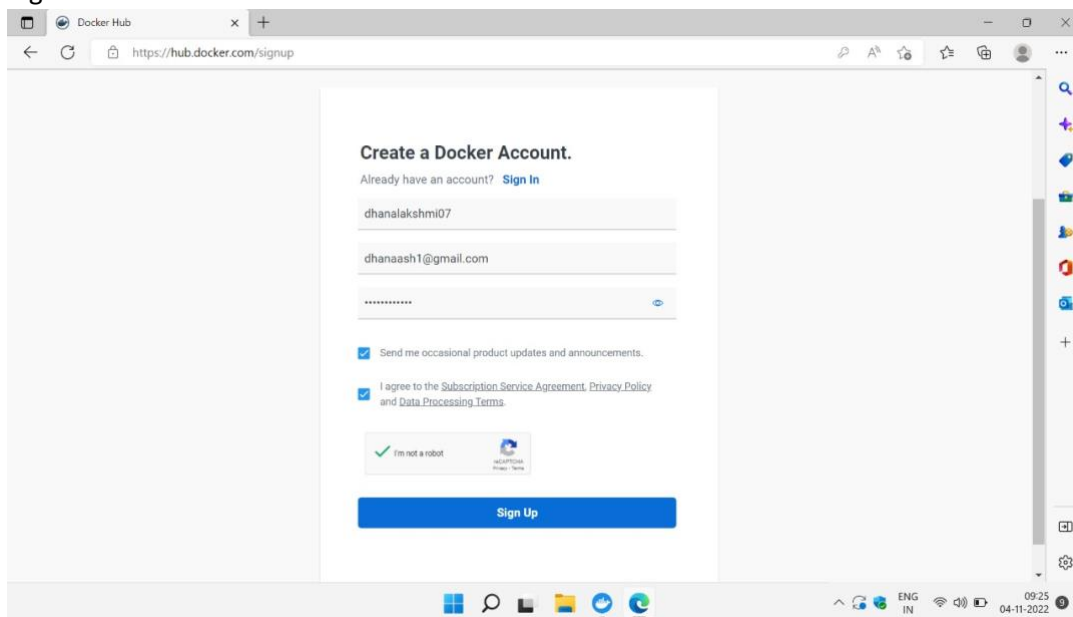 Docker Hub
https://hub.docker.com/signup
Create a Docker Account.
Already have an account? Sign In
dhanalakshmi07
dhanaash1@gmail.com
••••••••••••
Send me occasional product updates and announcements.
I agree to the Subscription Service Agreement, Privacy Policy
and Data Processing Terms.
I'm not a robot
reCAPTCHA
Privacy - Terms
Sign Up
ENG
IN
09:25
04-11-2022
9